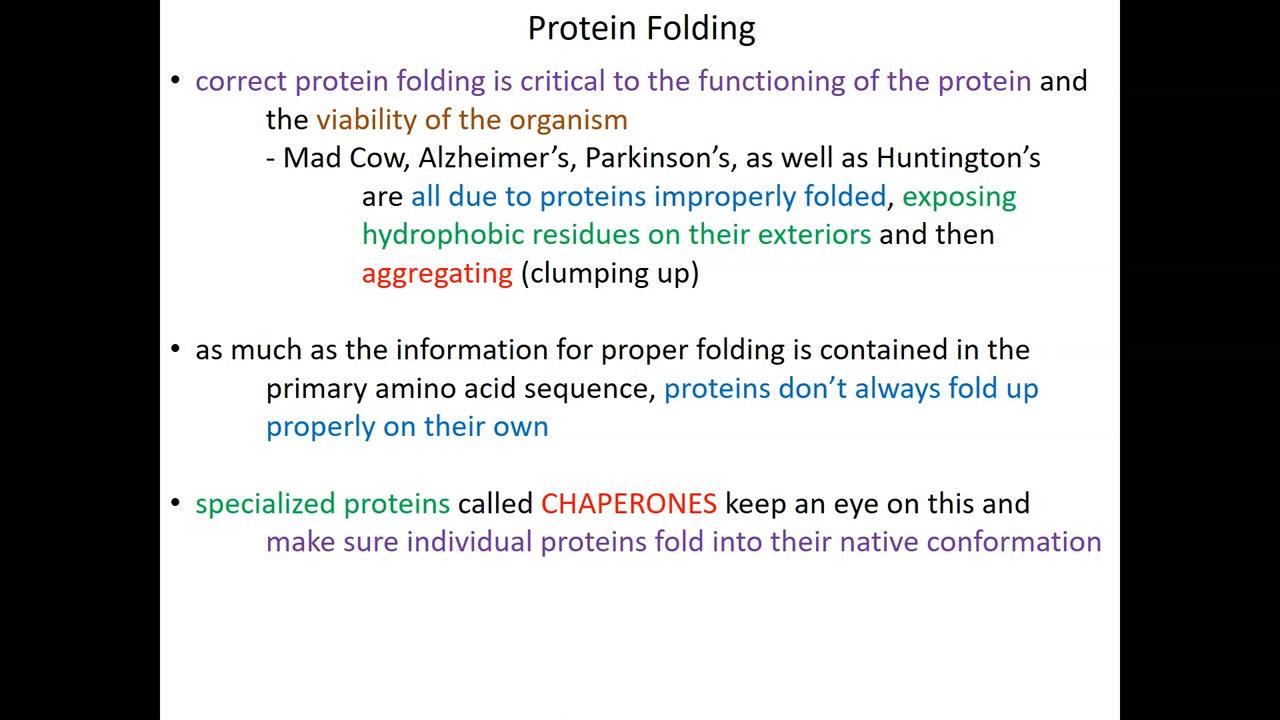 Protein Folding
• correct protein folding is critical to the functioning of the protein and
the viability of the organism
- Mad Cow, Alzheimer’s, Parkinson’s, as well as Huntington’s
are all due to proteins improperly folded, exposing
hydrophobic residues on their exteriors and then
aggregating (clumping up)
• as much as the information for proper folding is contained in the
primary amino acid sequence, proteins don’t always fold up
properly on their own
• specialized proteins called CHAPERONES keep an eye on this and
make sure individual proteins fold into their native conformation